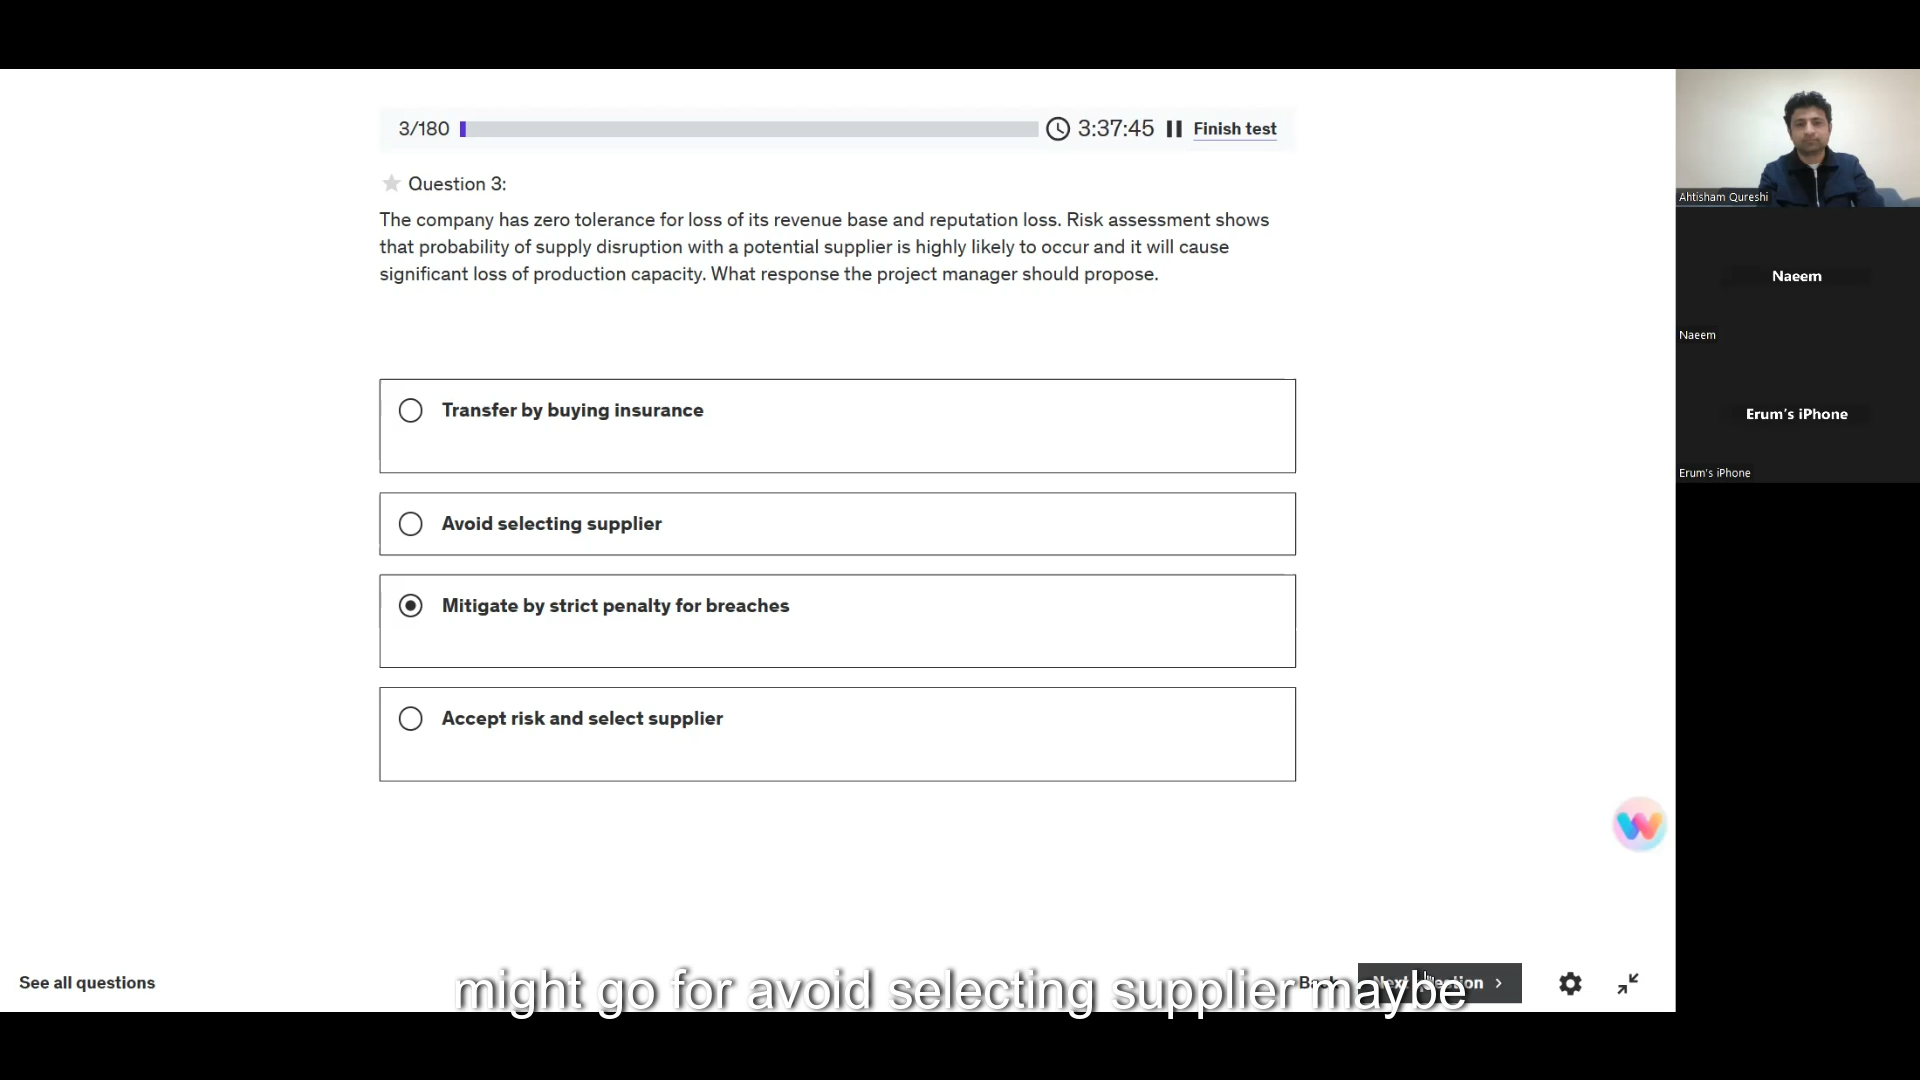 3/180
3:37:45
Finish test
Question 3:
The company has zero tolerance for loss of its revenue base and reputation loss. Risk assessment shows
that probability of supply disruption with a potential supplier is highly likely to occur and it will cause
significant loss of production capacity. What response the project manager should propose.
Transfer by buying insurance
Avoid selecting supplier
Mitigate by strict penalty for breaches
Accept risk and select supplier
See all questions
Back
Next question
might go for avoid selecting supplier maybe
Ahtisham Qureshi
Naeem
Naeem
Erum's iPhone
Erum's iPhone